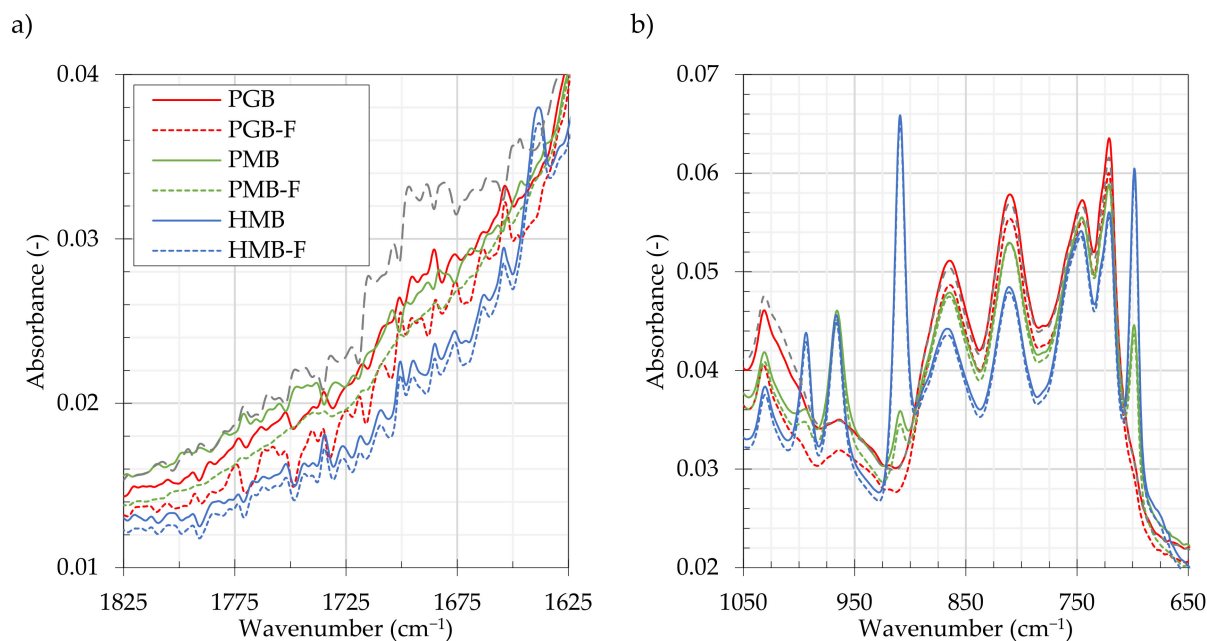 a)
0.04
0.03
0.02
0.01
Absorbance (-)
PGB
PGB-F
PMB
PMB-F
HMB
HMB-F
1825 1775 1725 1675 1625
Wavenumber (cm⁻¹)
b)
0.07
0.06
0.05
0.04
0.03
0.02
Absorbance (-)
1050 950 850 750 650
Wavenumber (cm⁻¹)